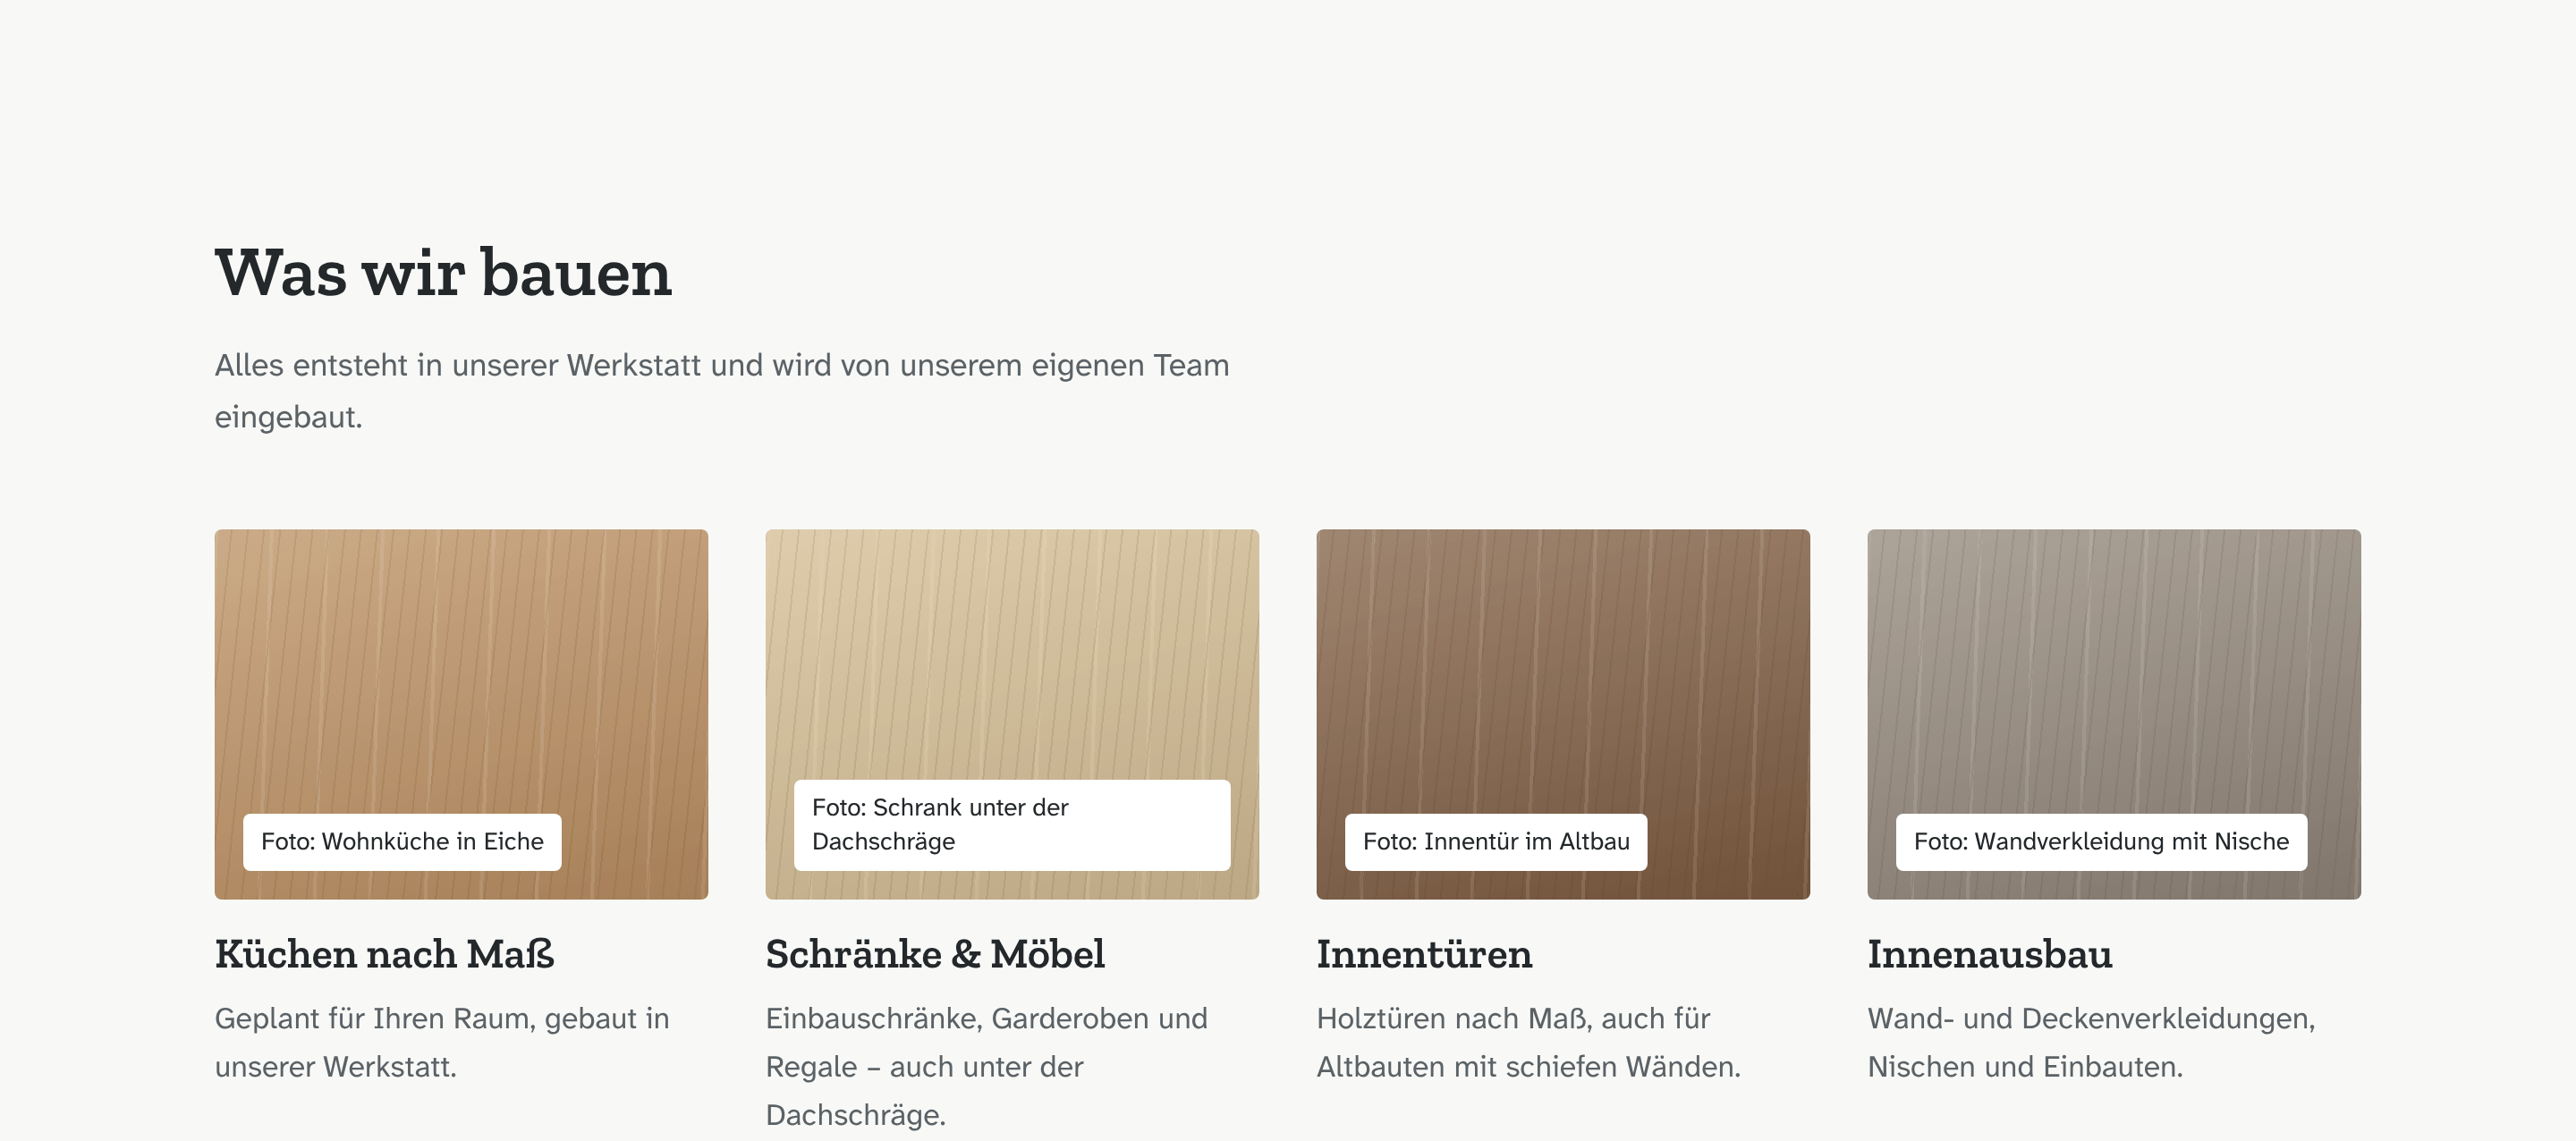 Was wir bauen
Alles entsteht in unserer Werkstatt und wird von unserem eigenen Team
eingebaut.
Foto: Wohnküche in Eiche
Foto: Schrank unter der
Dachschräge
Foto: Innentür im Altbau
Foto: Wandverkleidung mit Nische
Küchen nach Maß
Geplant für Ihren Raum, gebaut in
unserer Werkstatt.
Schränke & Möbel
Einbauschränke, Garderoben und
Regale – auch unter der
Dachschräge.
Innentüren
Holztüren nach Maß, auch für
Altbauten mit schiefen Wänden.
Innenausbau
Wand- und Deckenverkleidungen,
Nischen und Einbauten.